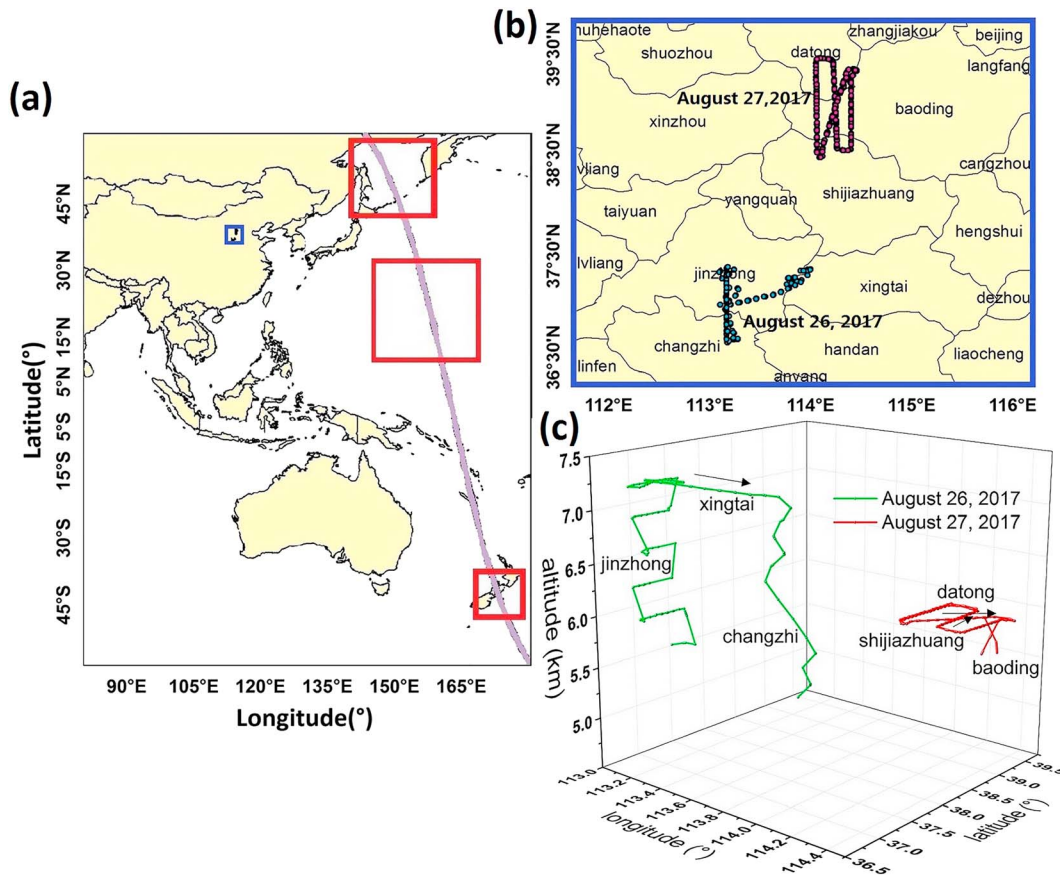 (a)
Latitude(°)
45°N
30°N
15°N
5°N
5°S
15°S
30°S
45°S
90°E 105°E 120°E 135°E 150°E 165°E
Longitude(°)
(b)
39°30'N
38°30'N
37°30'N
36°30'N
huhehaote
zhangjiakou
beijing
shuozhou
datong
langfang
August 27,2017
baoding
xinzhou
cangzhou
lvliang
shijiazhuang
yangquan
taiyuan
hengshui
lvliang
jinzhong
xingtai
dezhou
August 26, 2017
changzhi
handan
liaocheng
linfen
anyang
112°E 113°E 114°E 115°E 116°E
(c)
altitude (km)
7.5
7.0
6.5
6.0
5.5
5.0
xingtai
August 26, 2017
August 27, 2017
jinzhong
datong
changzhi
shijiazhuang
baoding
113.0
113.2
113.4
113.6
113.8
114.0
114.2
114.4
longitude (°)
36.5
37.0
37.5
38.0
38.5
39.0
39.5
latitude (°)